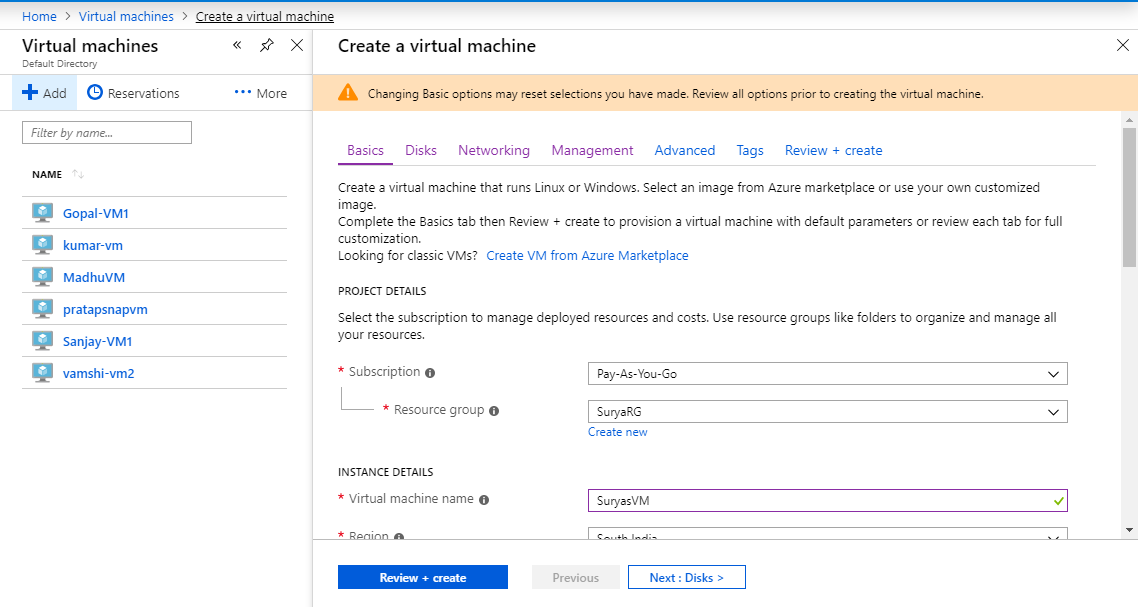 Home > Virtual machines > Create a virtual machine
Virtual machines
Default Directory
Add Reservations More
Filter by name...
NAME
Gopal-VM1
kumar-vm
MadhuVM
pratapsnapvm
Sanjay-VM1
vamshi-vm2
Create a virtual machine
Changing Basic options may reset selections you have made. Review all options prior to creating the virtual machine.
Basics Disks Networking Management Advanced Tags Review + create
Create a virtual machine that runs Linux or Windows. Select an image from Azure marketplace or use your own customized
image.
Complete the Basics tab then Review + create to provision a virtual machine with default parameters or review each tab for full
customization.
Looking for classic VMs? Create VM from Azure Marketplace
PROJECT DETAILS
Select the subscription to manage deployed resources and costs. Use resource groups like folders to organize and manage all
your resources.
* Subscription Pay-As-You-Go
* Resource group SuryaRG
Create new
INSTANCE DETAILS
* Virtual machine name SuryasVM
* Region South India
Review + create Previous Next : Disks >